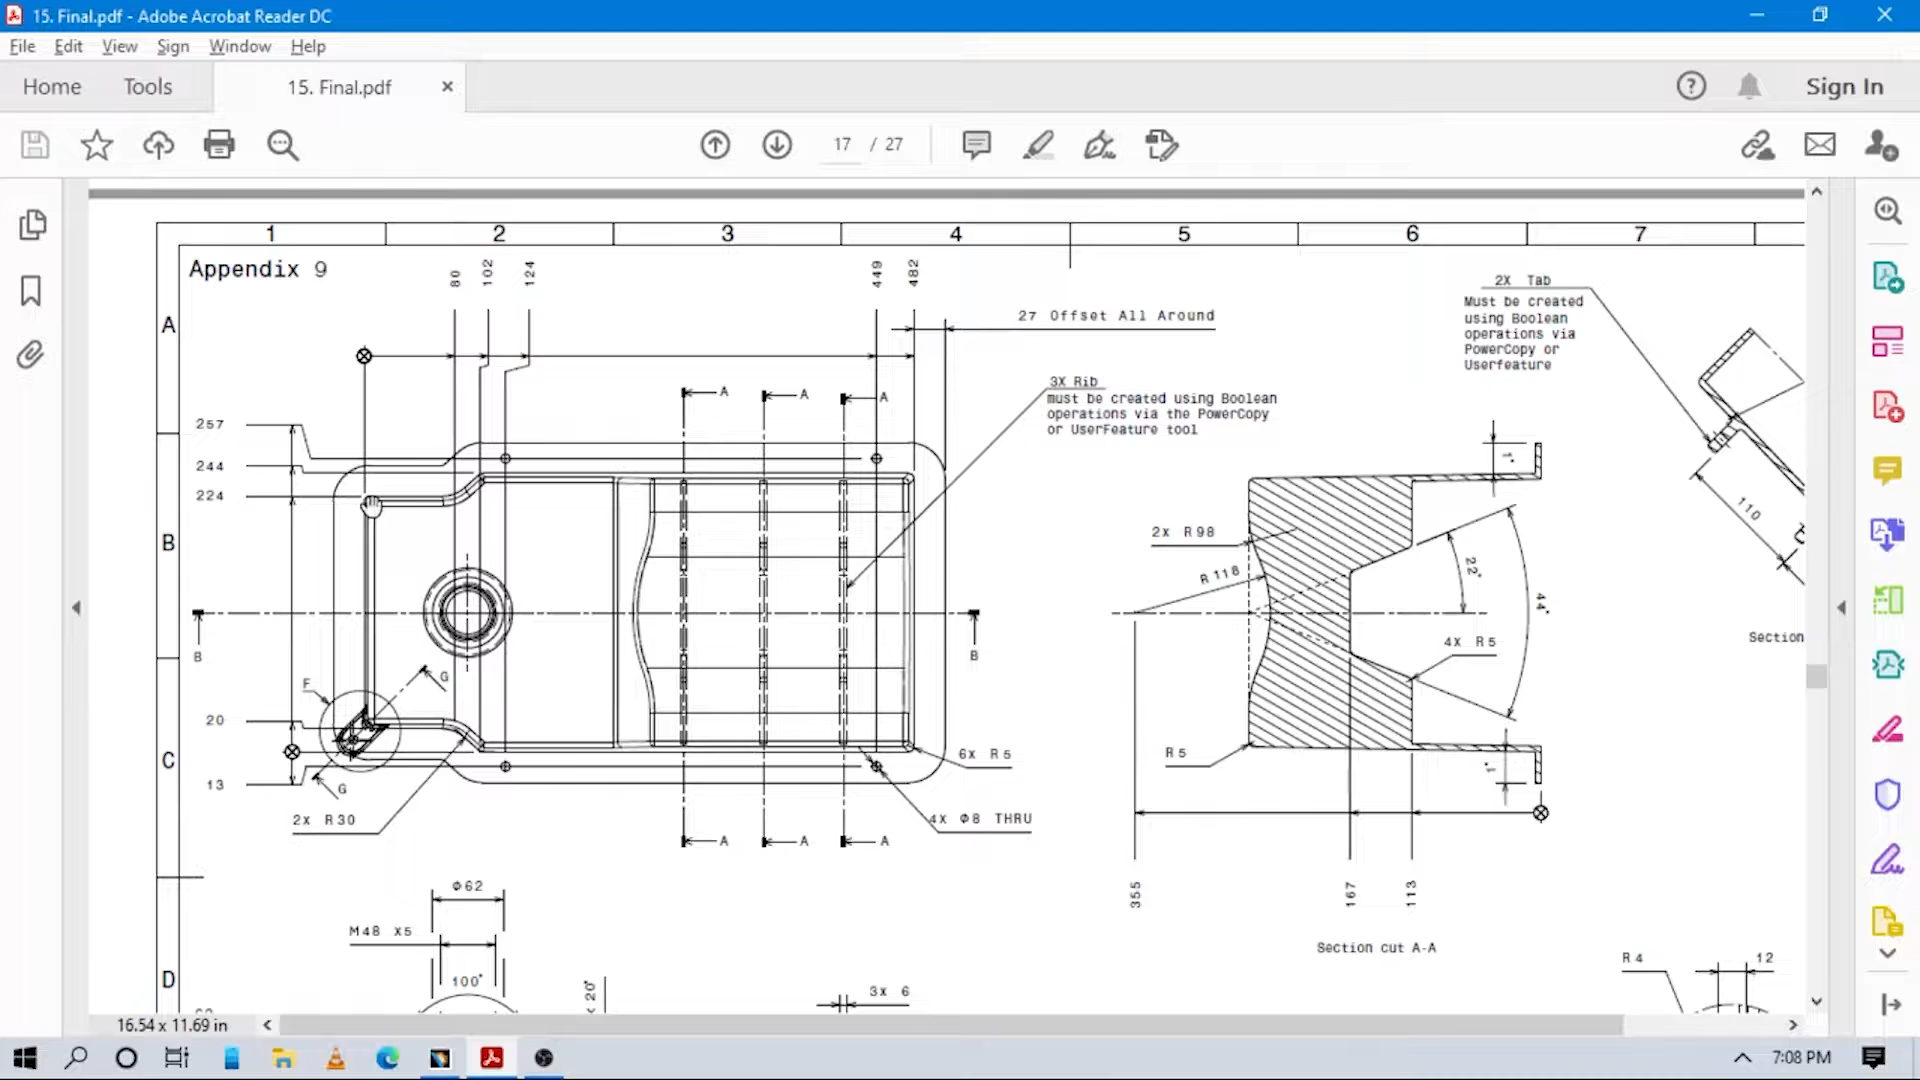 15. Final.pdf - Adobe Acrobat Reader DC
File Edit View Sign Window Help
Home Tools 15. Final.pdf × Sign In
17 / 27
1 2 3 4 5 6 7
Appendix 9
A
B
C
D
80 102 124 449 482
27 Offset All Around
2X Tab
Must be created
using Boolean
operations via
PowerCopy or
Userfeature
3X Rib
must be created using Boolean
operations via the PowerCopy
or UserFeature tool
A A A
257
244
224
20
13
B B
F
G
G
2x R30
6x R5
4x Φ8 THRU
A A A
1°
2x R98
R118
22°
44°
4X R5
R5
1°
110
Section
355 167 113
Section cut A-A
Φ62
M48 X5
100°
20°
3x 6
R4
12
16.54 x 11.69 in
7:08 PM